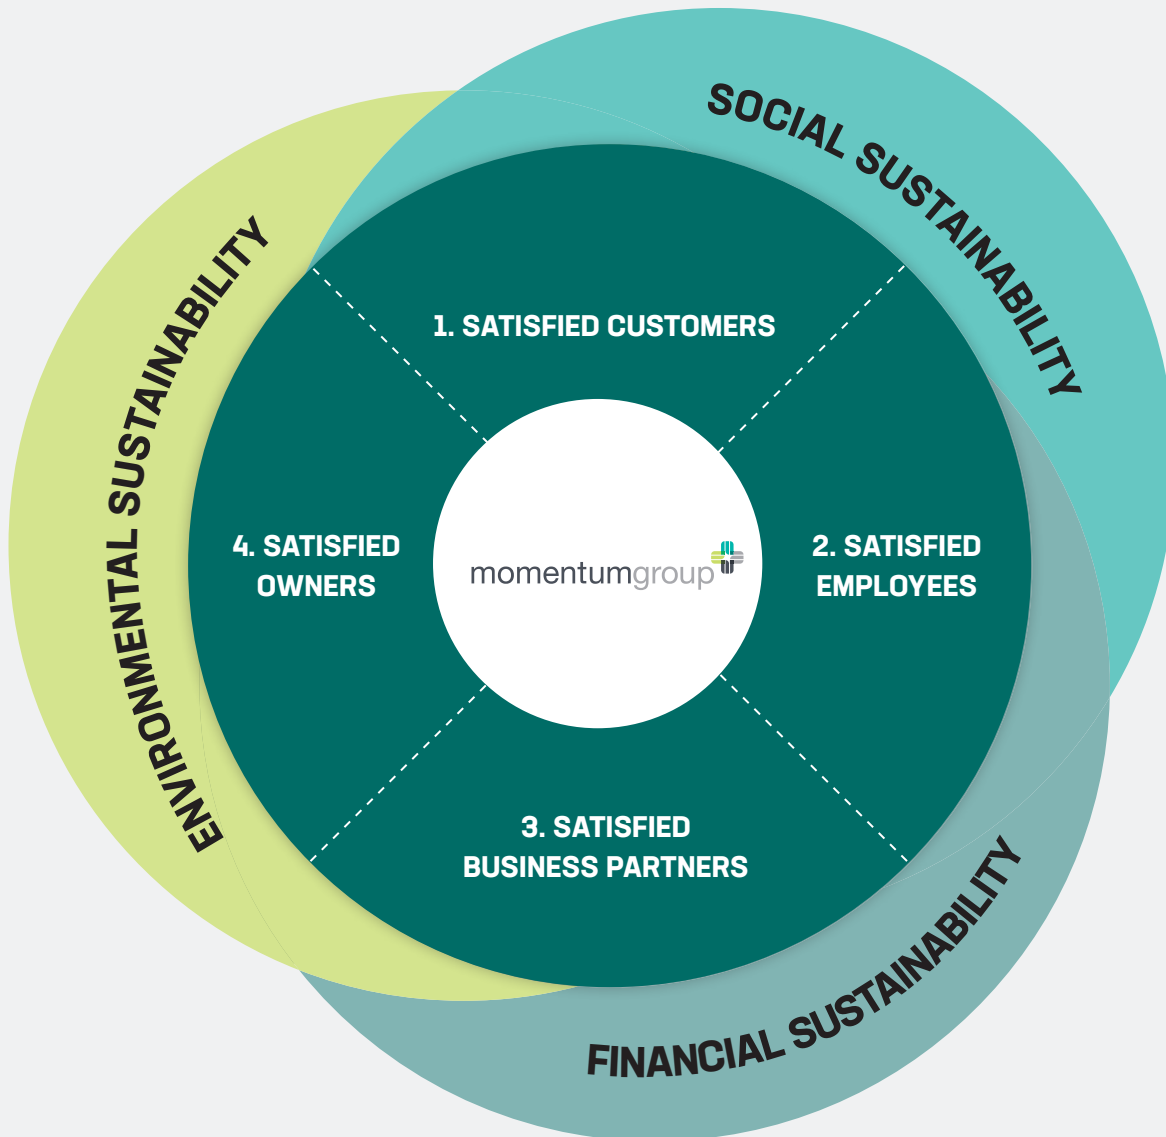 SOCIAL SUSTAINABILITY
ENVIRONMENTAL SUSTAINABILITY
1. SATISFIED CUSTOMERS
4. SATISFIED
OWNERS
momentumgroup
2. SATISFIED
EMPLOYEES
3. SATISFIED
BUSINESS PARTNERS
FINANCIAL SUSTAINABILITY